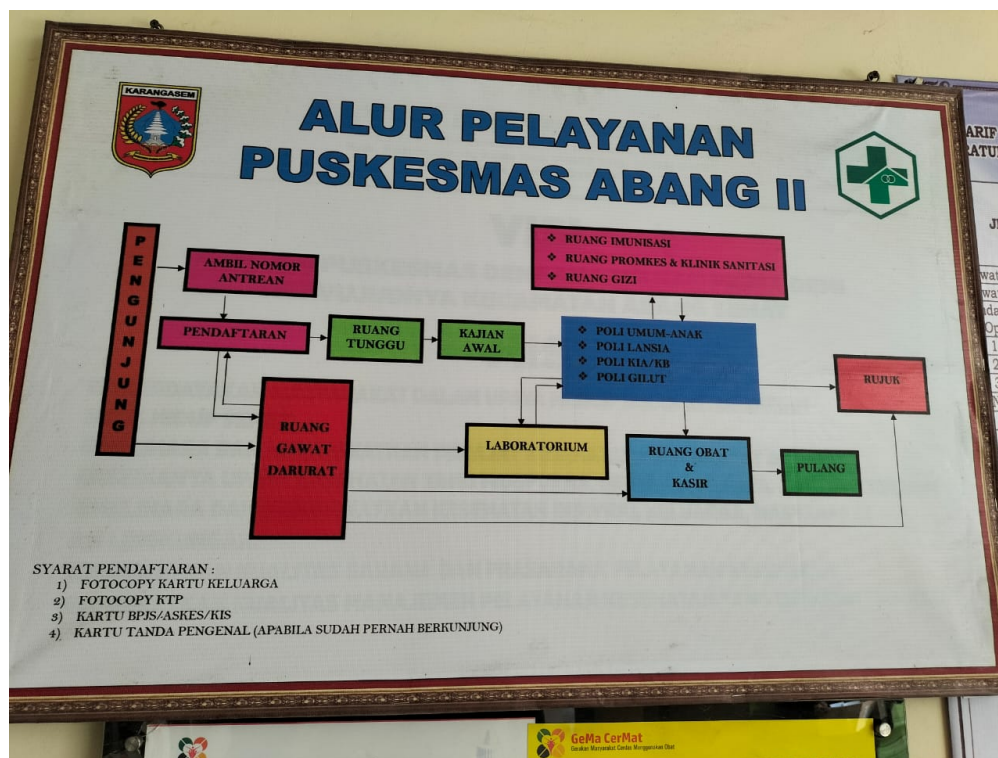 KARANGASEM
ALUR PELAYANAN
PUSKESMAS ABANG II
PENGUNJUNG
AMBIL NOMOR
ANTREAN
PENDAFTARAN
RUANG
TUNGGU
KAJIAN
AWAL
❖ RUANG IMUNISASI
❖ RUANG PROMKES & KLINIK SANITASI
❖ RUANG GIZI
❖ POLI UMUM-ANAK
❖ POLI LANSIA
❖ POLI KIA/KB
❖ POLI GILUT
RUJUK
RUANG
GAWAT
DARURAT
LABORATORIUM
RUANG OBAT
&
KASIR
PULANG
SYARAT PENDAFTARAN :
1) FOTOCOPY KARTU KELUARGA
2) FOTOCOPY KTP
3) KARTU BPJS/ASKES/KIS
4) KARTU TANDA PENGENAL (APABILA SUDAH PERNAH BERKUNJUNG)
GeMa CerMat
Gerakan Masyarakat Cerdas Menggunakan Obat